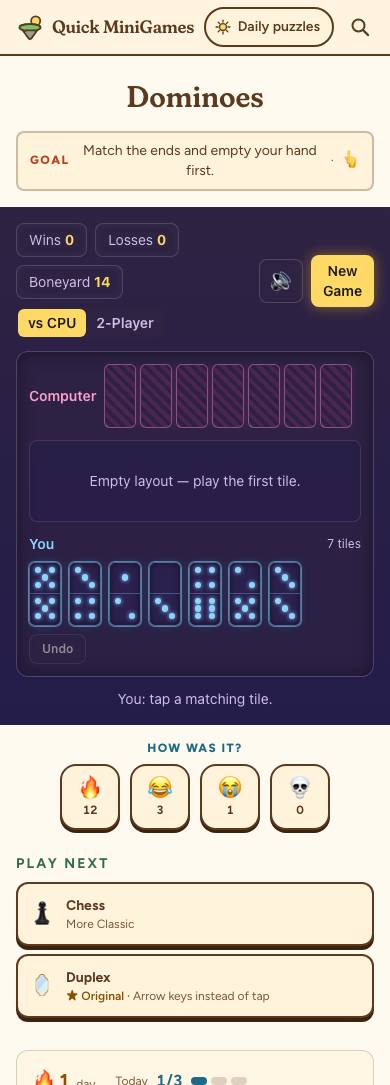 Quick MiniGames
Daily puzzles
Dominoes
GOAL
Match the ends and empty your hand
first.
·
Wins 0
Losses 0
Boneyard 14
New
Game
vs CPU
2-Player
Computer
Empty layout — play the first tile.
You
7 tiles
Undo
You: tap a matching tile.
HOW WAS IT?
12
3
1
0
PLAY NEXT
Chess
More Classic
Duplex
★ Original · Arrow keys instead of tap
1 day
Today 1/3